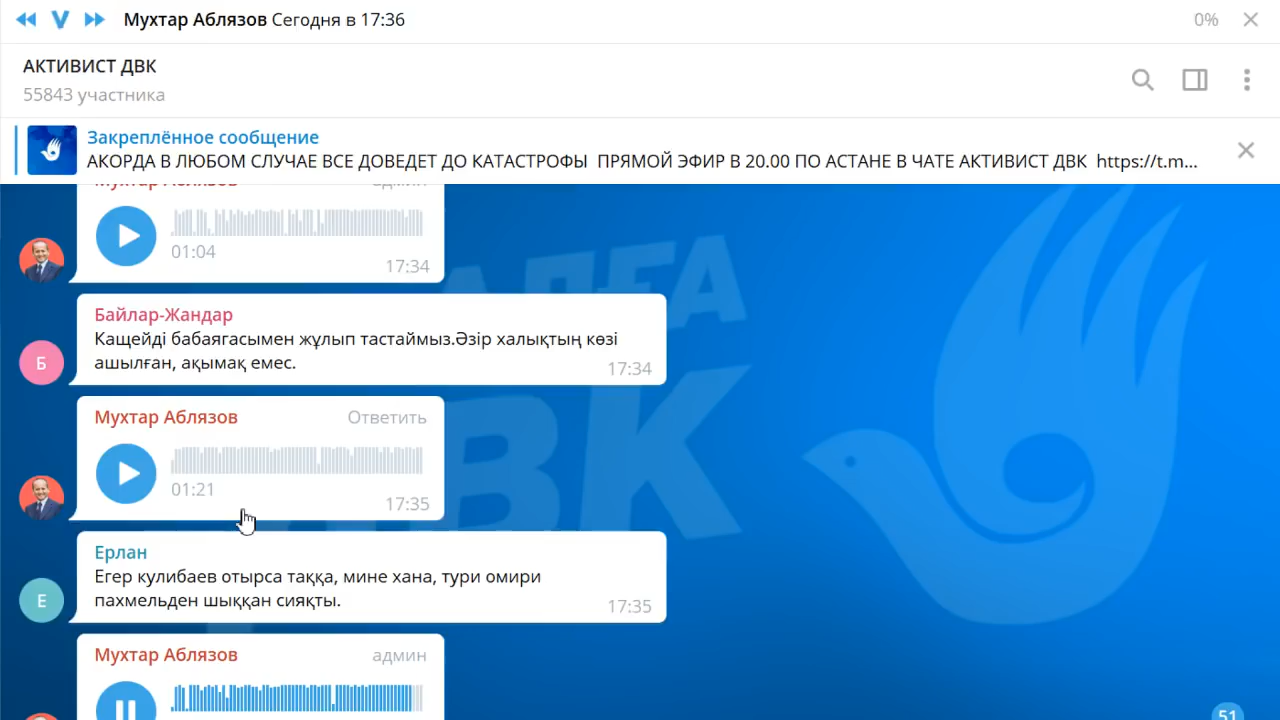 Мухтар Аблязов Сегодня в 17:36
0%
АКТИВИСТ ДВК
55843 участника
Закреплённое сообщение
АКОРДА В ЛЮБОМ СЛУЧАЕ ВСЕ ДОВЕДЕТ ДО КАТАСТРОФЫ ПРЯМОЙ ЭФИР В 20.00 ПО АСТАНЕ В ЧАТЕ АКТИВИСТ ДВК https://t.m...
Мухтар Аблязов админ
01:04
17:34
Байлар-Жандар
Кащейді бабаягасымен жұлып тастаймыз.Әзір халықтың көзі
ашылған, ақымақ емес.
17:34
Б
Мухтар Аблязов Ответить
01:21
17:35
Ерлан
Егер кулибаев отырса таққа, мине хана, тури омири
пахмельден шыққан сияқты.
17:35
Е
Мухтар Аблязов админ
51